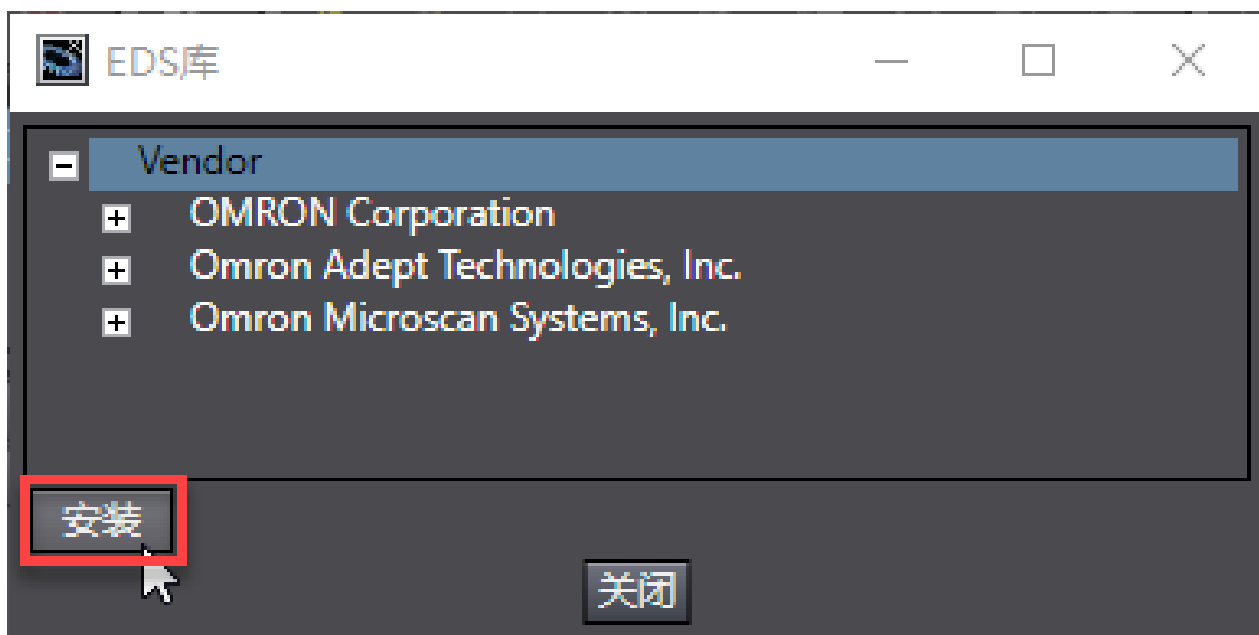 EDS库
Vendor
OMRON Corporation
Omron Adept Technologies, Inc.
Omron Microscan Systems, Inc.
安装
关闭